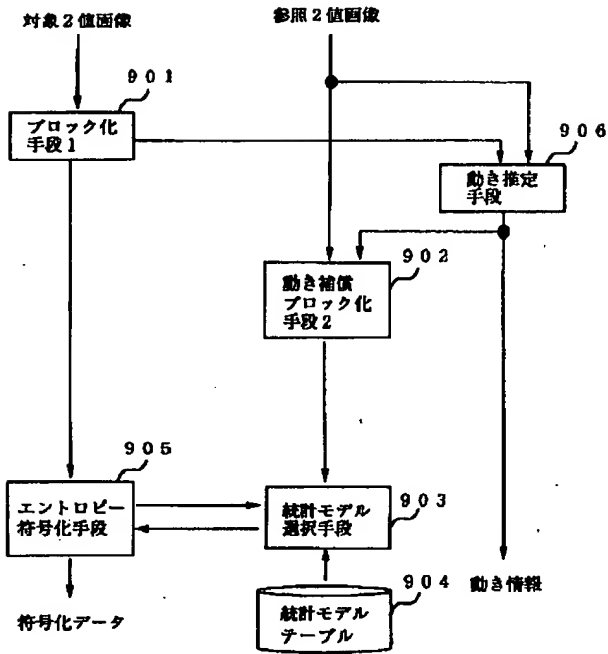 対象2値画像
参照2値画像
901
ブロック化
手段1
906
動き推定
手段
902
動き補償
ブロック化
手段2
905
エントロピー
符号化手段
統計モデル
選択手段
903
904
統計モデル
テーブル
動き情報
符号化データ